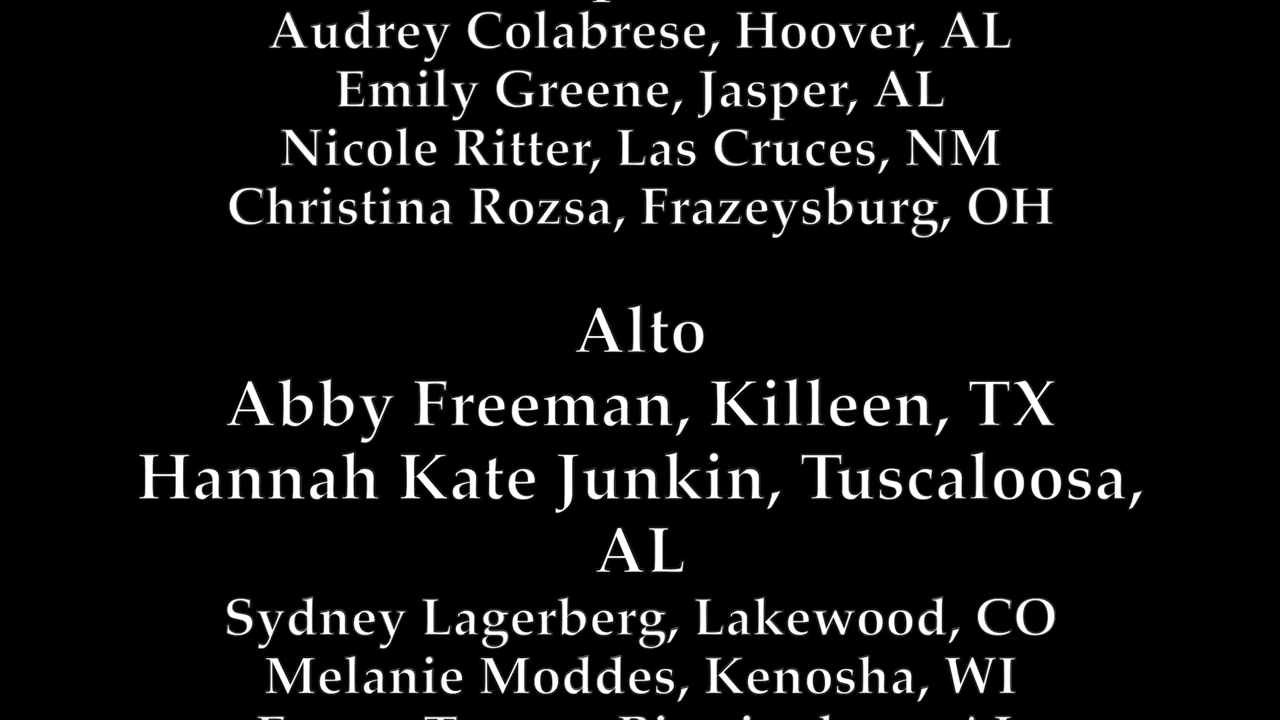 Audrey Colabrese, Hoover, AL
Emily Greene, Jasper, AL
Nicole Ritter, Las Cruces, NM
Christina Rozsa, Frazeysburg, OH
Alto
Abby Freeman, Killeen, TX
Hannah Kate Junkin, Tuscaloosa,
AL
Sydney Lagerberg, Lakewood, CO
Melanie Moddes, Kenosha, WI